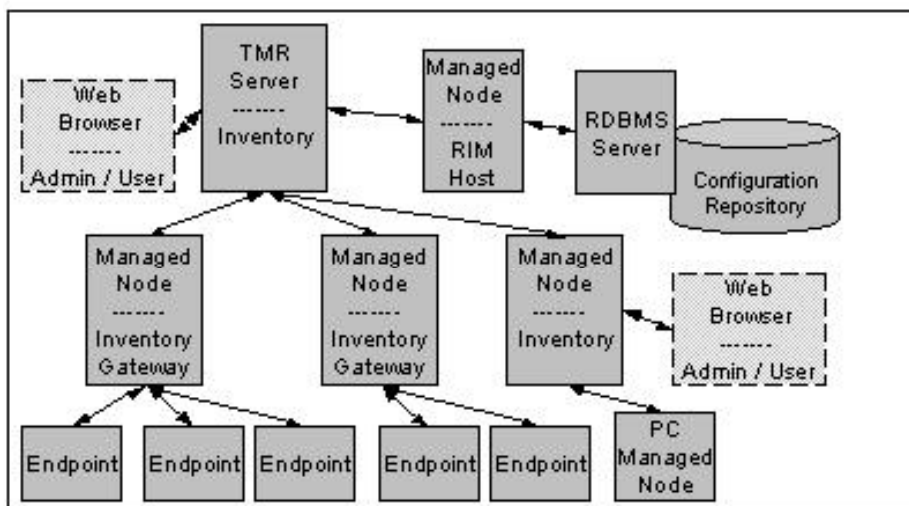 TMR
Server
-------
Inventory
Managed
Node
-------
RIM
Host
Web
Browser
-------
Admin / User
RDBMS
Server
Configuration
Repository
Managed
Node
-------
Inventory
Gateway
Managed
Node
-------
Inventory
Gateway
Managed
Node
-------
Inventory
Web
Browser
-------
Admin / User
Endpoint
Endpoint
Endpoint
Endpoint
Endpoint
PC
Managed
Node